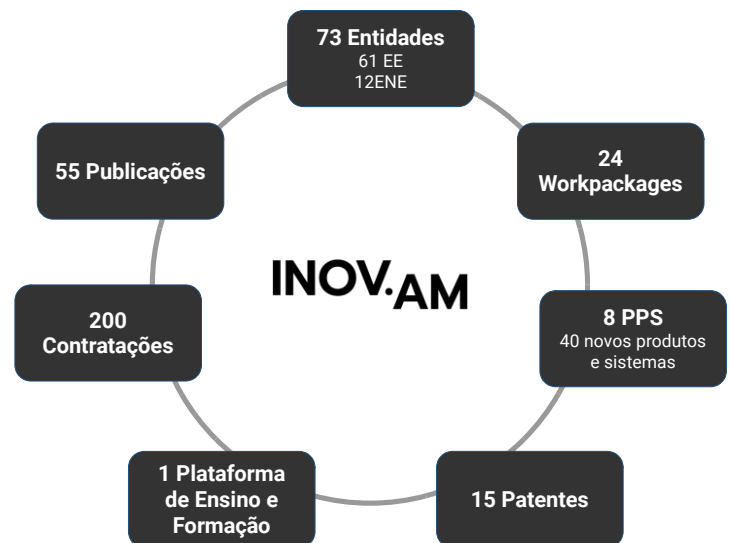 73 Entidades
61 EE
12ENE
24
Workpackages
8 PPS
40 novos produtos
e sistemas
15 Patentes
1 Plataforma
de Ensino e
Formação
200
Contratações
55 Publicações
INOV.AM